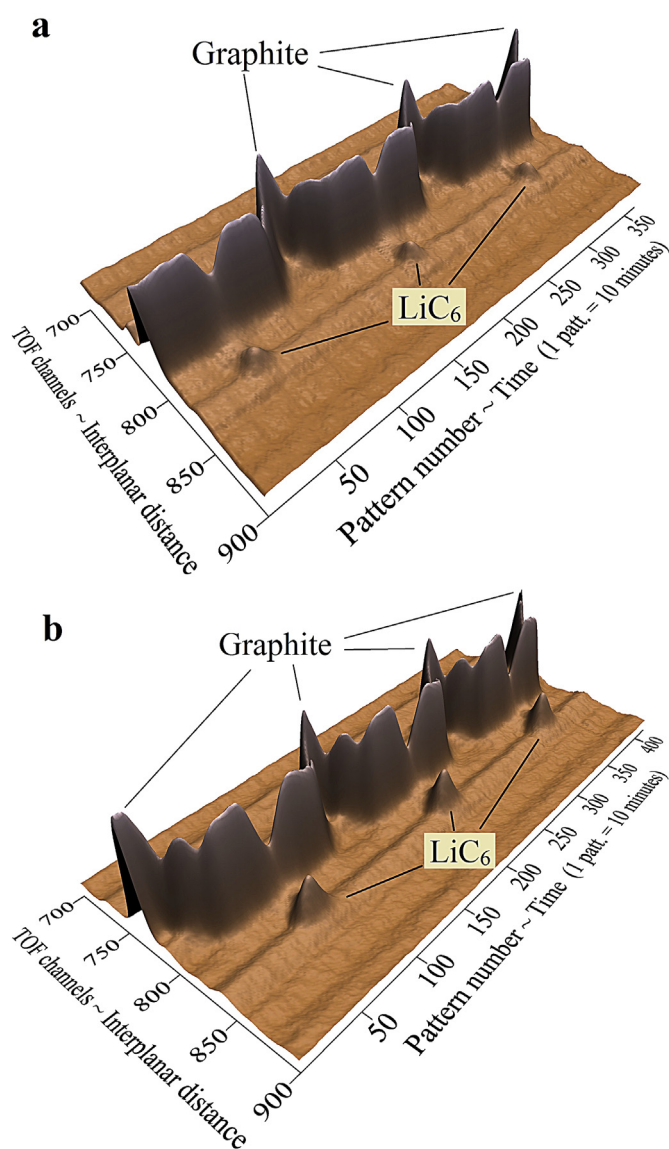 a
Graphite
LiC₆
700
750
800
850
900
TOF channels ~ Interplanar distance
50
100
150
200
250
300
350
Pattern number ~ Time (1 patt. = 10 minutes)
b
Graphite
LiC₆
700
750
800
850
900
TOF channels ~ Interplanar distance
50
100
150
200
250
300
350
400
Pattern number ~ Time (1 patt. = 10 minutes)